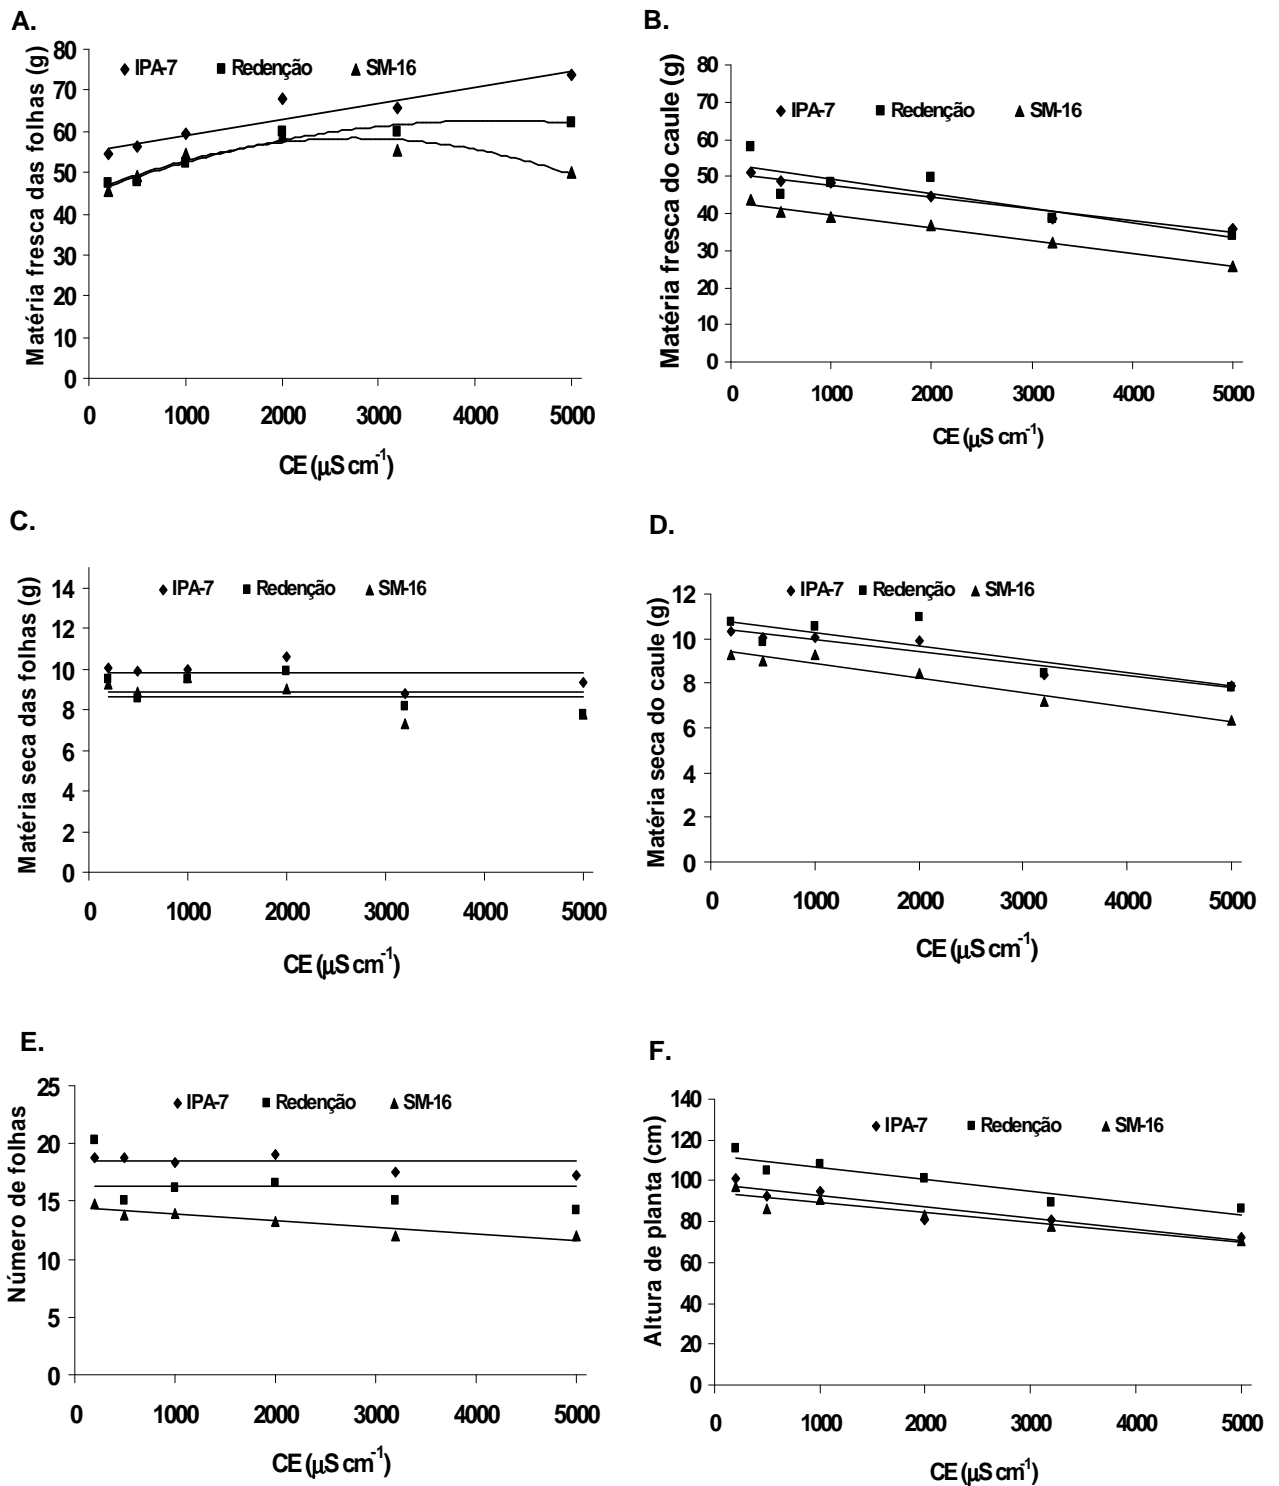 A.
Matéria fresca das folhas (g)
80
70
60
50
40
30
20
10
0
IPA-7 Redenção SM-16
0 1000 2000 3000 4000 5000
CE (µS cm⁻¹)
B.
Matéria fresca do caule (g)
80
70
60
50
40
30
20
10
0
IPA-7 Redenção SM-16
0 1000 2000 3000 4000 5000
CE (µS cm⁻¹)
C.
Matéria seca das folhas (g)
14
12
10
8
6
4
2
0
IPA-7 Redenção SM-16
0 1000 2000 3000 4000 5000
CE (µS cm⁻¹)
D.
Matéria seca do caule (g)
12
10
8
6
4
2
0
IPA-7 Redenção SM-16
0 1000 2000 3000 4000 5000
CE (µS cm⁻¹)
E.
Número de folhas
25
20
15
10
5
0
IPA-7 Redenção SM-16
0 1000 2000 3000 4000 5000
CE (µS cm⁻¹)
F.
Altura de planta (cm)
140
120
100
80
60
40
20
0
IPA-7 Redenção SM-16
0 1000 2000 3000 4000 5000
CE (µS cm⁻¹)